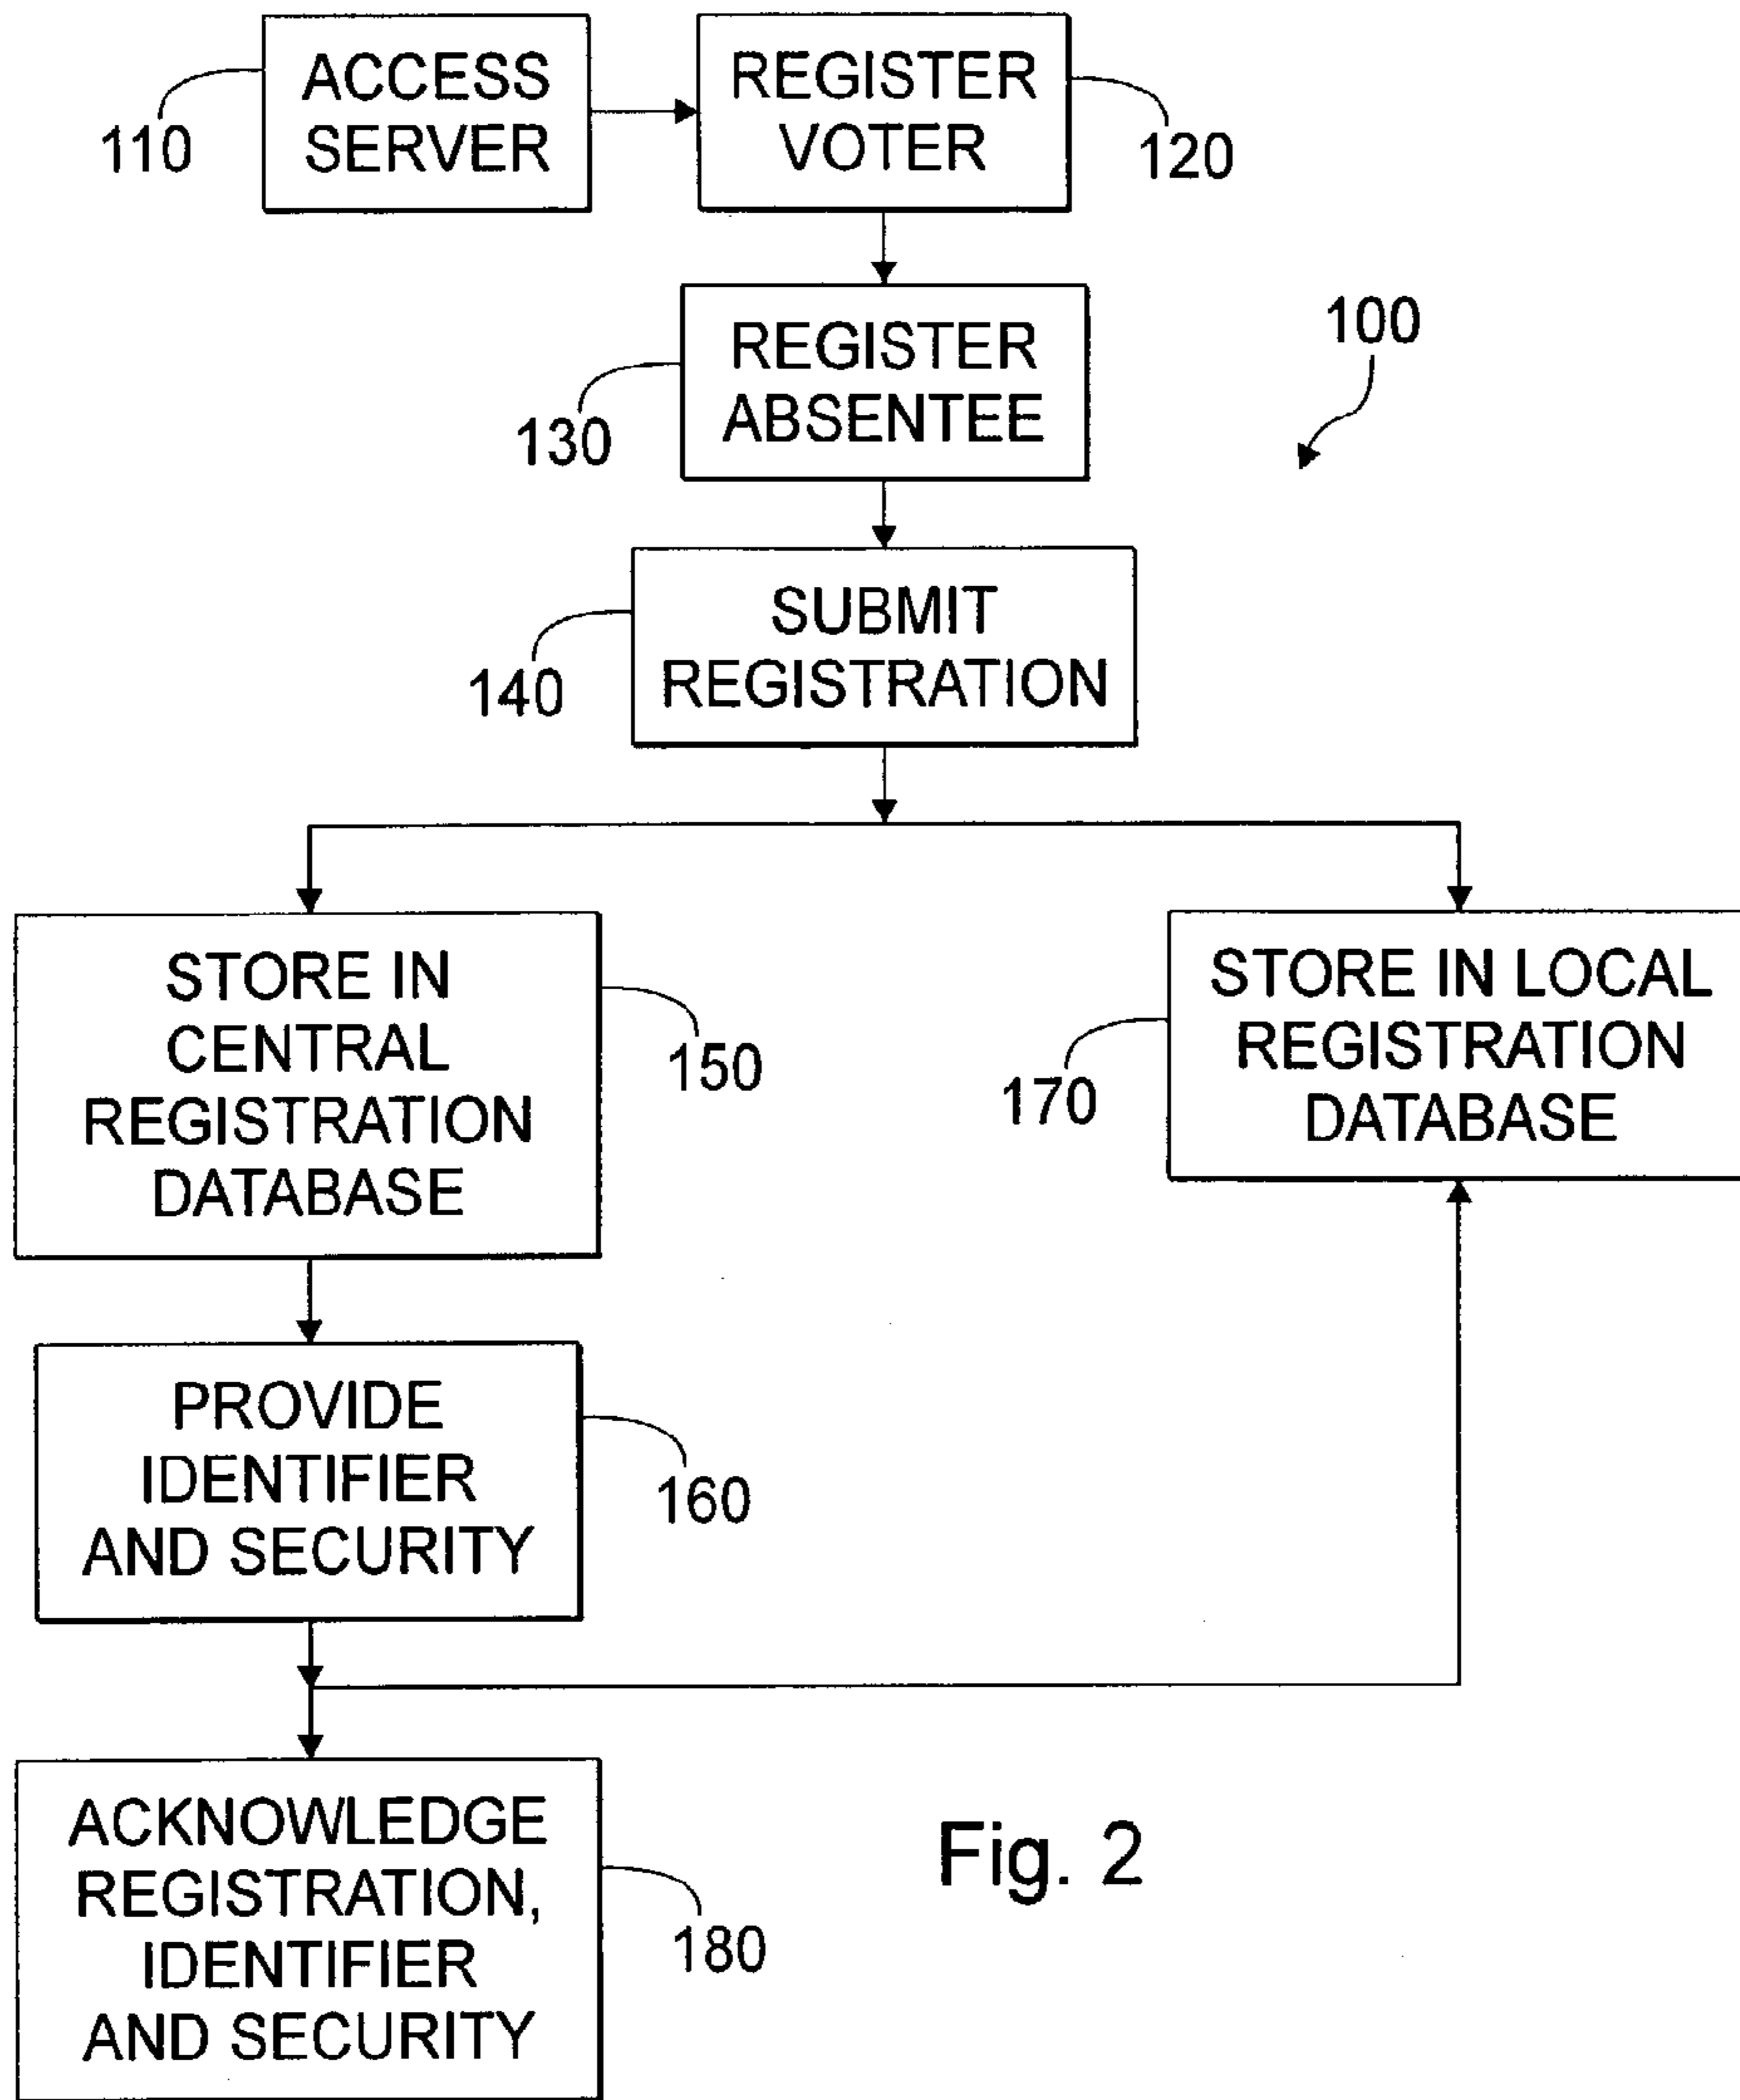 ACCESS
SERVER
110
REGISTER
VOTER
120
REGISTER
ABSENTEE
130
100
SUBMIT
REGISTRATION
140
STORE IN
CENTRAL
REGISTRATION
DATABASE
150
STORE IN LOCAL
REGISTRATION
DATABASE
170
PROVIDE
IDENTIFIER
AND SECURITY
160
ACKNOWLEDGE
REGISTRATION,
IDENTIFIER
AND SECURITY
180
Fig. 2